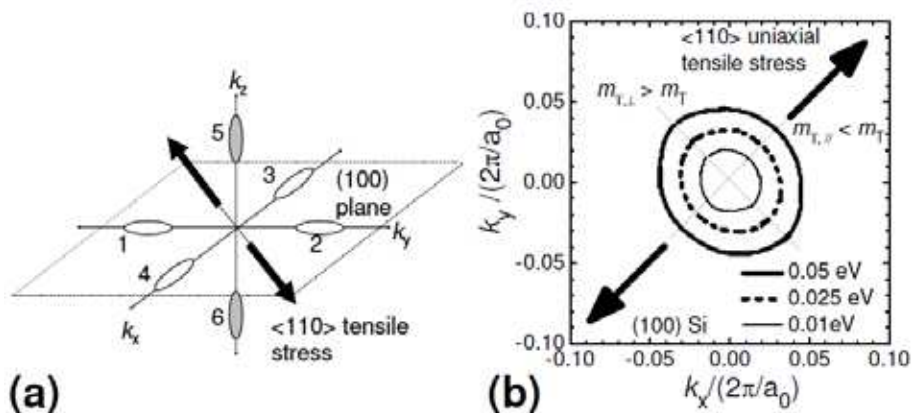 k_z
5
3
(100)
plane
1
2
k_y
4
k_x
6
<110> tensile
stress
(a)
0.10
0.05
0.00
-0.05
-0.10
k_y/(2π/a_0)
<110> uniaxial
tensile stress
m_{T,⊥} > m_T
m_{T,//} < m_T
0.05 eV
0.025 eV
0.01eV
(100) Si
-0.10 -0.05 0.00 0.05 0.10
k_x/(2π/a_0)
(b)